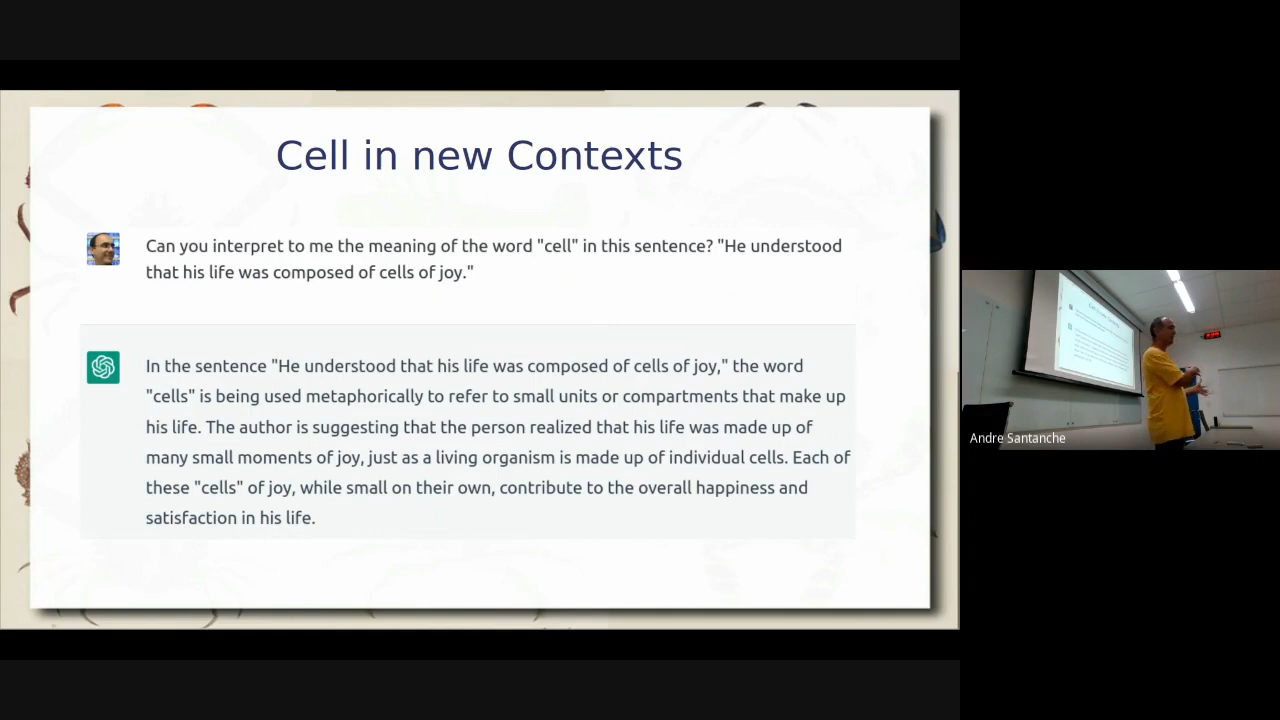 Cell in new Contexts
Can you interpret to me the meaning of the word "cell" in this sentence? "He understood
that his life was composed of cells of joy."
In the sentence "He understood that his life was composed of cells of joy," the word
"cells" is being used metaphorically to refer to small units or compartments that make up
his life. The author is suggesting that the person realized that his life was made up of
many small moments of joy, just as a living organism is made up of individual cells. Each of
these "cells" of joy, while small on their own, contribute to the overall happiness and
satisfaction in his life.
Andre Santanche